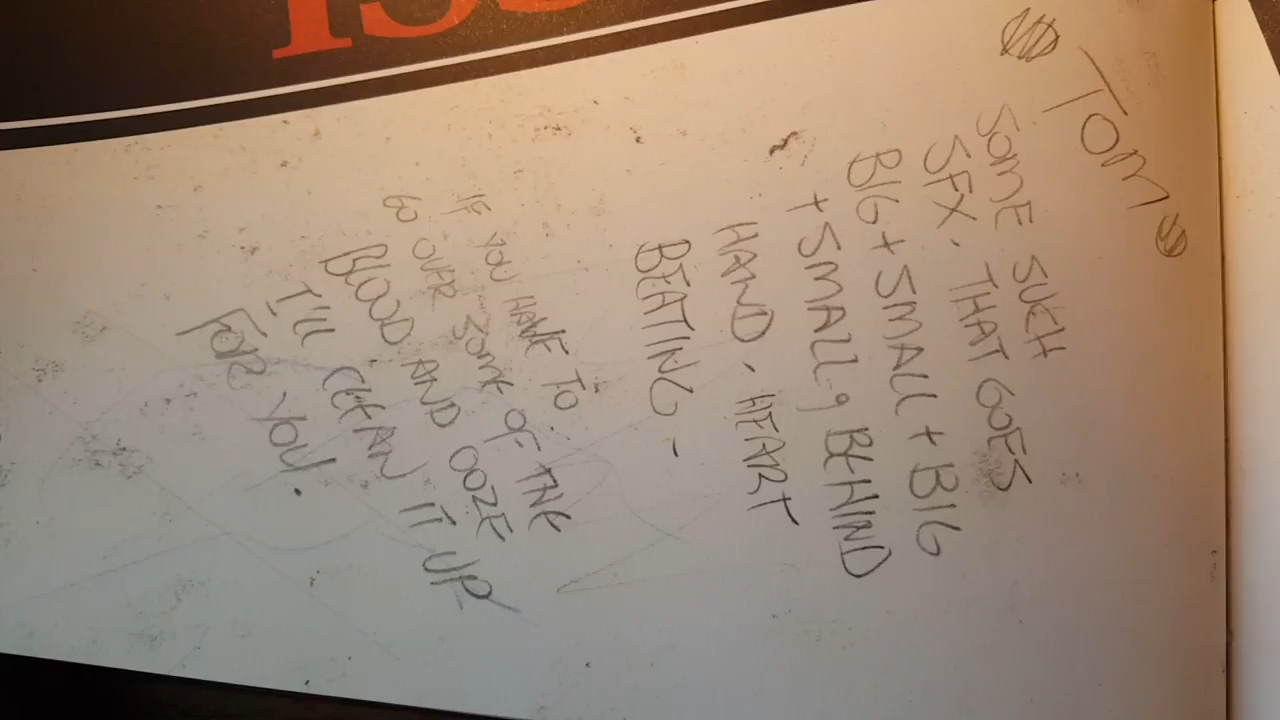 TOM
SOME SUCH
SFX. THAT GOES
BIG + SMALL + BIG
+ SMALL, BEHIND
HAND. HEART
BEATING -
IF YOU HAVE TO.
GO OVER SOME OF THE
BLOOD AND OOZE
I'LL CLEAN IT UP
FOR YOU!